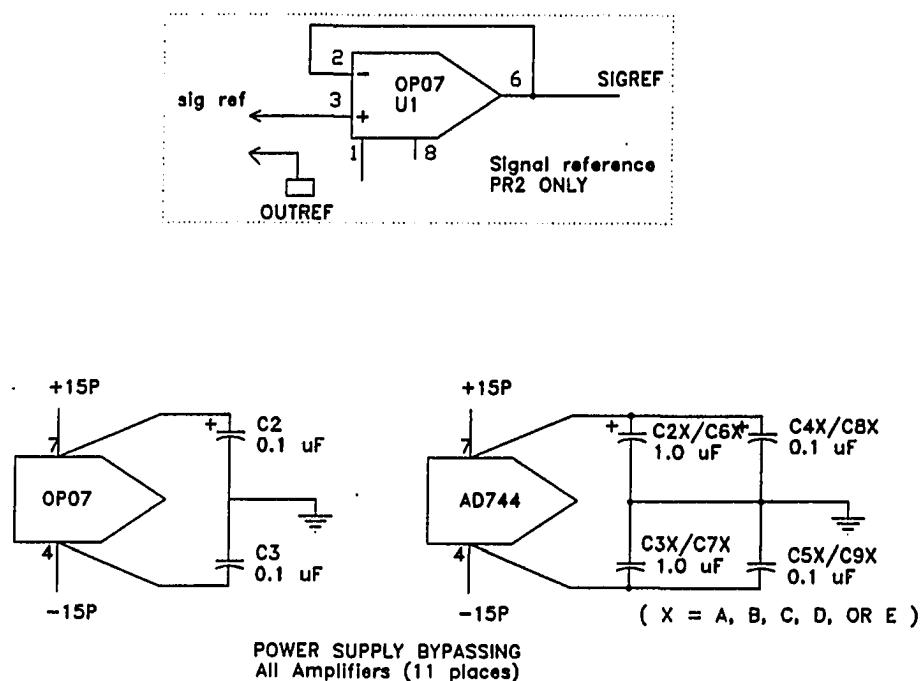 2
-
OP07
U1
6
SIGREF
sig ref
3
+
1
8
Signal reference
PR2 ONLY
OUTREF
+15P
7
+
C2
0.1 uF
OP07
4
C3
0.1 uF
-15P
+15P
7
+
C2X/C6X
1.0 uF
+
C4X/C8X
0.1 uF
AD744
4
C3X/C7X
1.0 uF
C5X/C9X
0.1 uF
-15P
( X = A, B, C, D, OR E )
POWER SUPPLY BYPASSING
All Amplifiers (11 places)